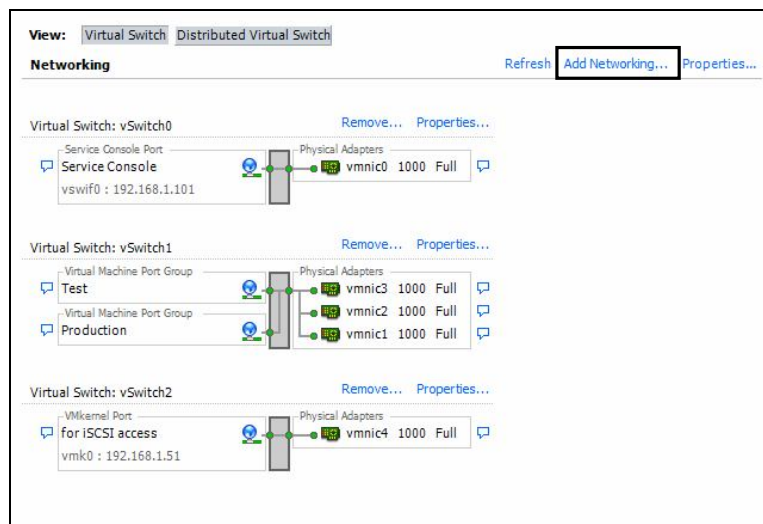 View: Virtual Switch Distributed Virtual Switch
Networking Refresh Add Networking... Properties...
Virtual Switch: vSwitch0 Remove... Properties...
Service Console Port Physical Adapters
Service Console vmnic0 1000 Full
vswif0 : 192.168.1.101
Virtual Switch: vSwitch1 Remove... Properties...
Virtual Machine Port Group Physical Adapters
Test vmnic3 1000 Full
Virtual Machine Port Group vmnic2 1000 Full
Production vmnic1 1000 Full
Virtual Switch: vSwitch2 Remove... Properties...
VMkernel Port Physical Adapters
for iSCSI access vmnic4 1000 Full
vmk0 : 192.168.1.51